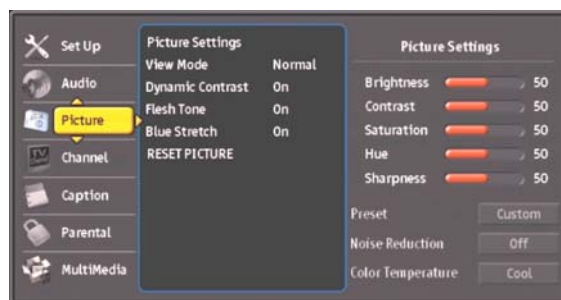 Set Up
Audio
Picture
Channel
Caption
Parental
MultiMedia
Picture Settings
View Mode Normal
Dynamic Contrast On
Flesh Tone On
Blue Stretch On
RESET PICTURE
Picture Settings
Brightness 50
Contrast 50
Saturation 50
Hue 50
Sharpness 50
Preset Custom
Noise Reduction Off
Color Temperature Cool
TV